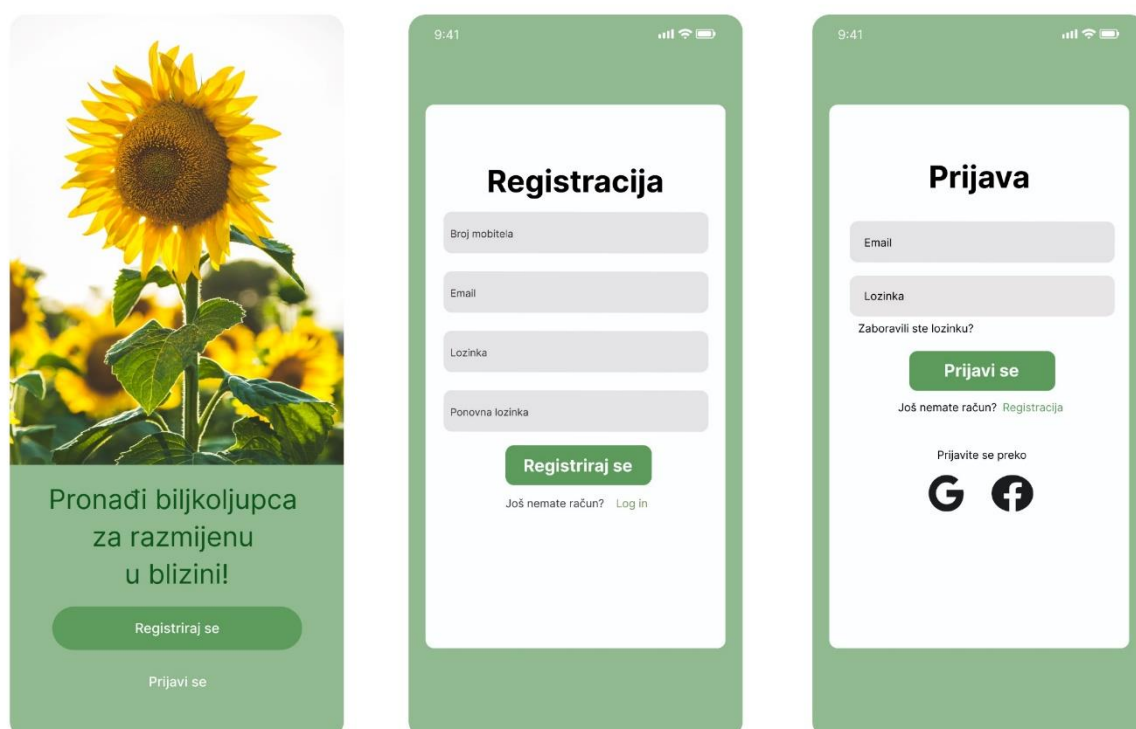 Pronađi biljkoljupca
za razmijenu
u blizini!
Registriraj se
Prijavi se
9:41
Registracija
Broj mobitela
Email
Lozinka
Ponovna lozinka
Registriraj se
Još nemate račun? Log in
9:41
Prijava
Email
Lozinka
Zaboravili ste lozinku?
Prijavi se
Još nemate račun? Registracija
Prijavite se preko